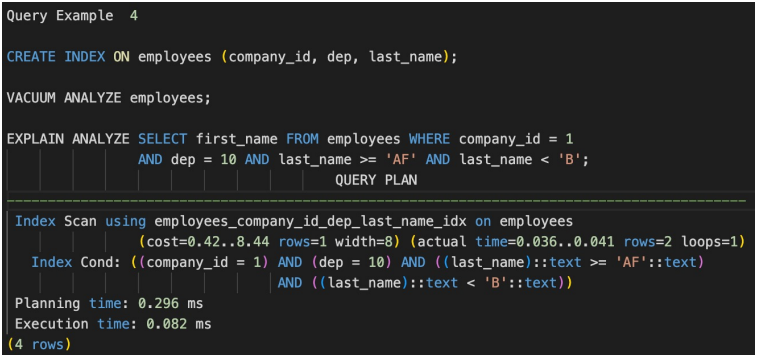 Query Example  4
CREATE INDEX ON employees (company_id, dep, last_name);
VACUUM ANALYZE employees;
EXPLAIN ANALYZE SELECT first_name FROM employees WHERE company_id = 1
AND dep = 10 AND last_name >= 'AF' AND last_name < 'B';
QUERY PLAN
------------------------------------------------------------------------------------------
Index Scan using employees_company_id_dep_last_name_idx on employees
(cost=0.42..8.44 rows=1 width=8) (actual time=0.036..0.041 rows=2 loops=1)
Index Cond: ((company_id = 1) AND (dep = 10) AND ((last_name)::text >= 'AF'::text)
AND ((last_name)::text < 'B'::text))
Planning time: 0.296 ms
Execution time: 0.082 ms
(4 rows)